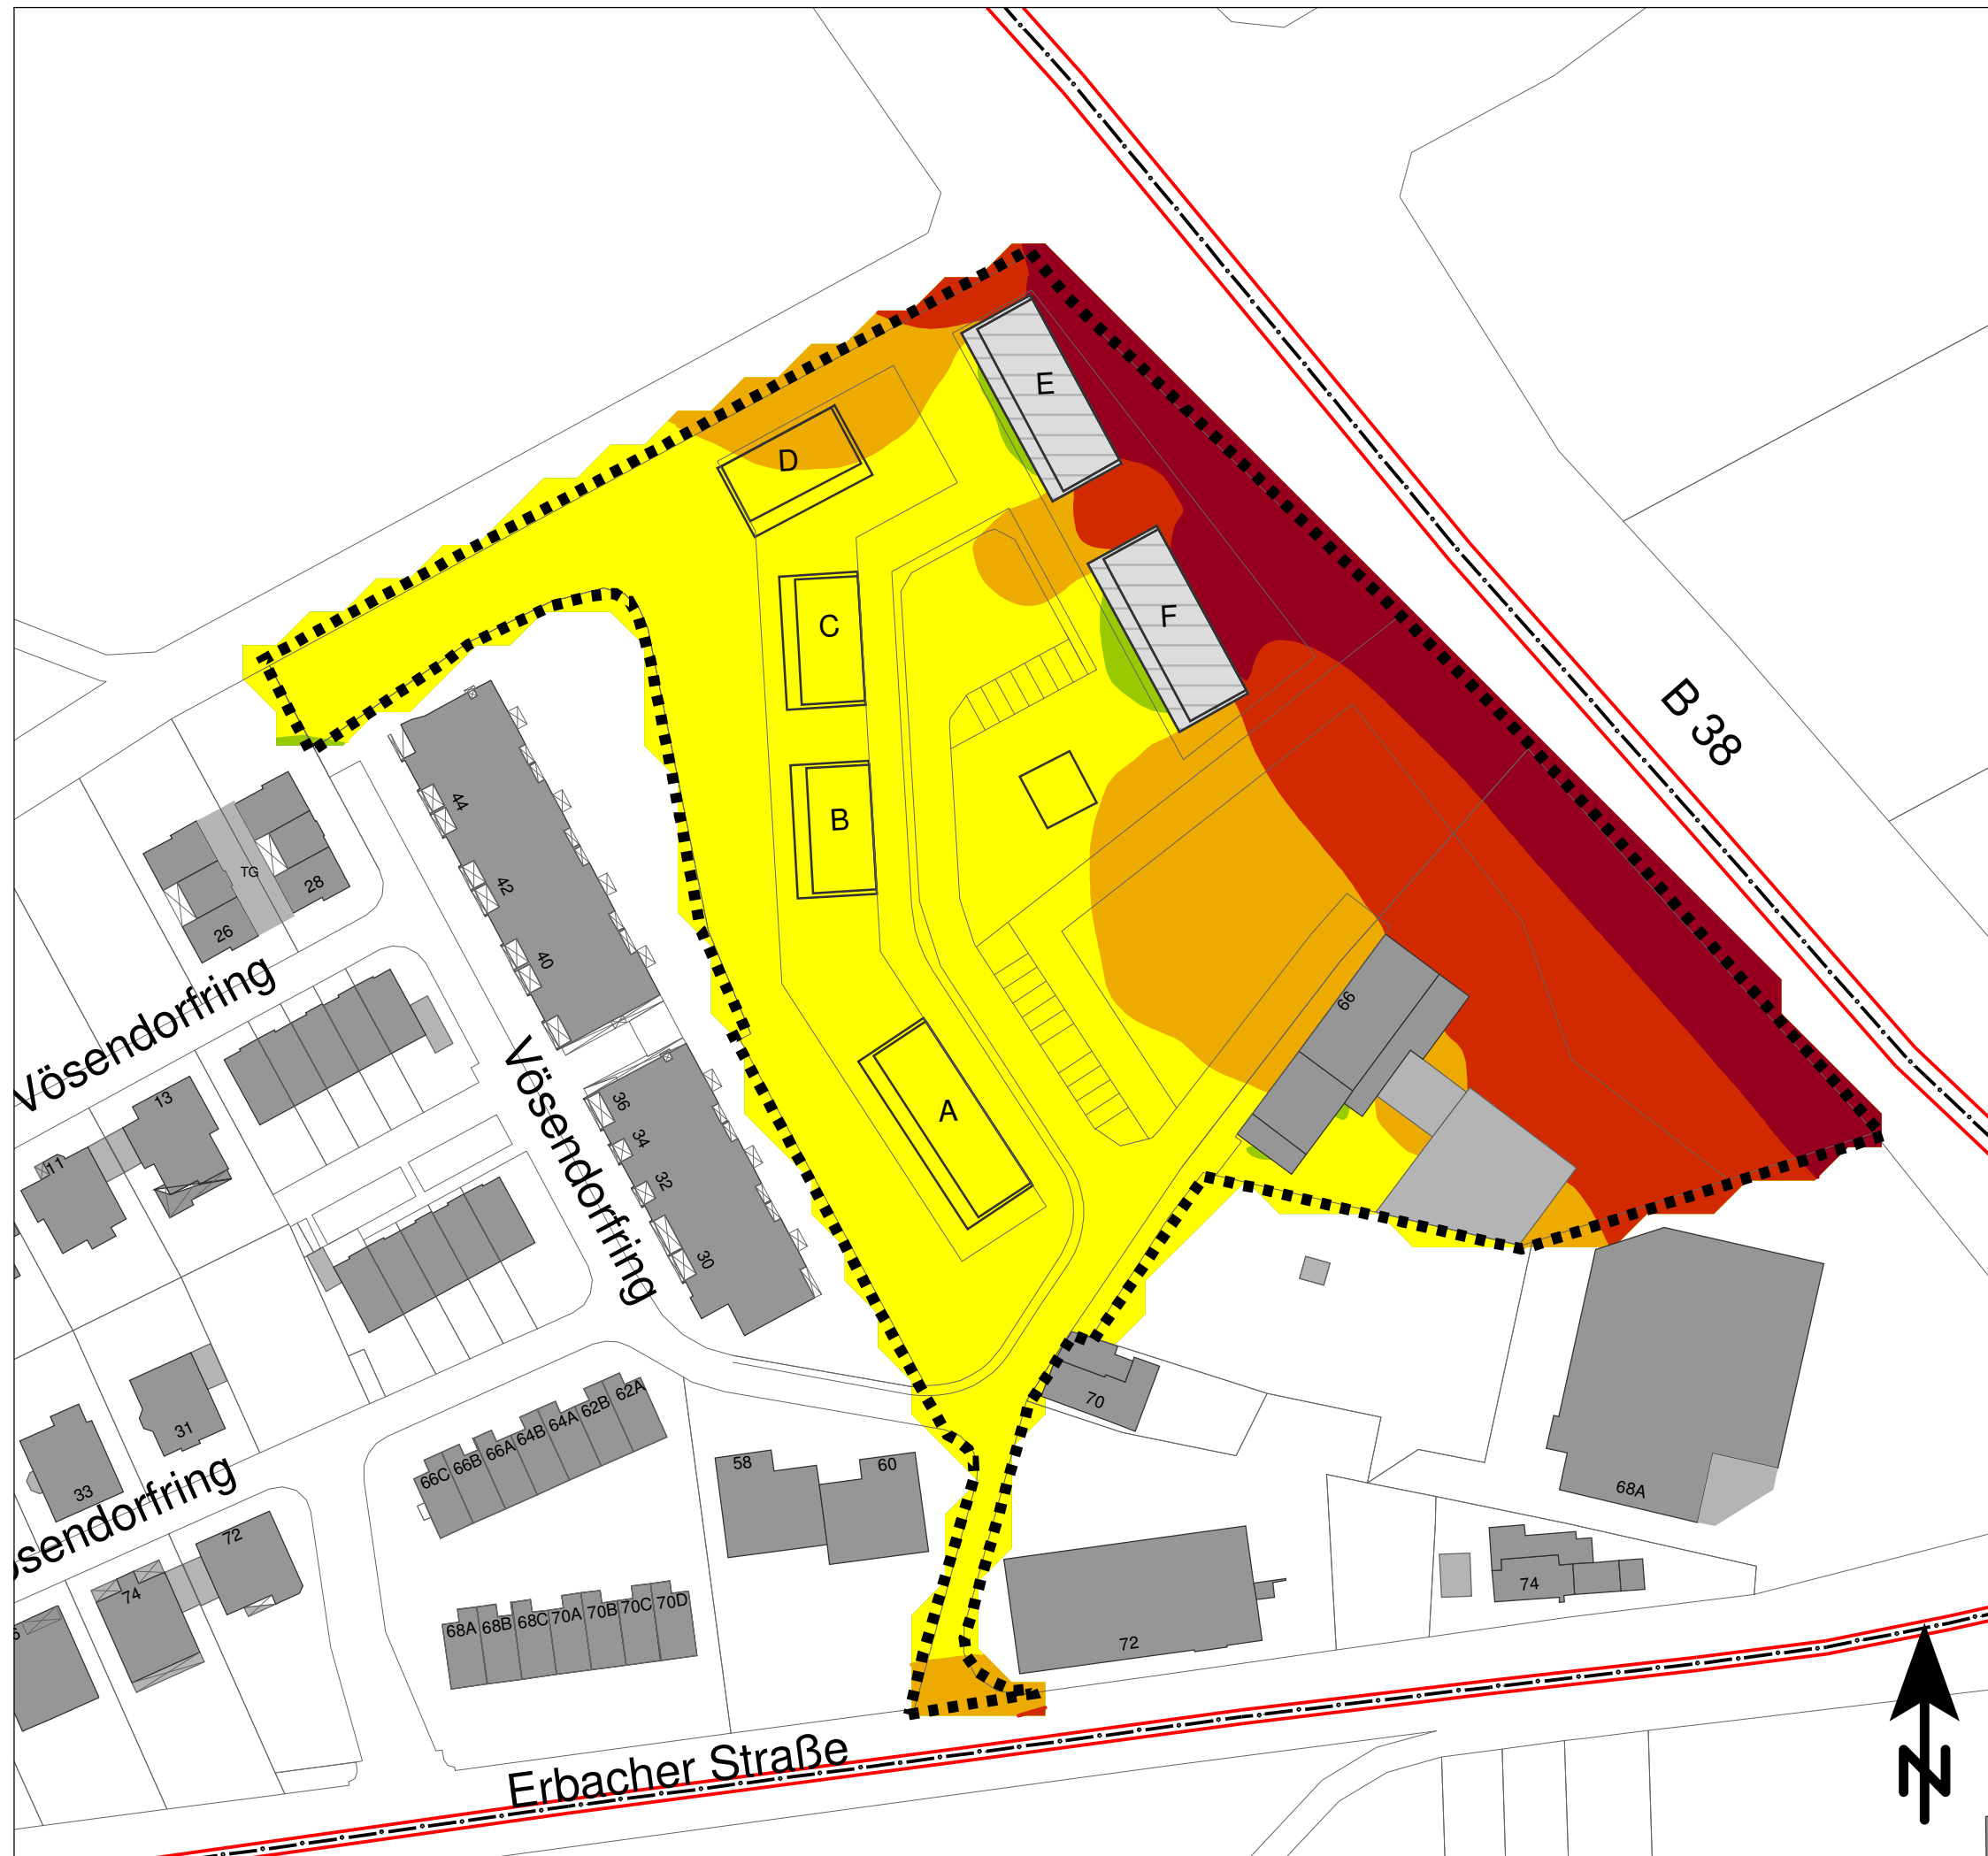 E
D
F
C
B 38
B
44
TG
28
42
26
40
66
Vösendorfring
Vösendorfring
13
36
A
11
34
32
30
62A
62B
64A
64B
66A
66B
66C
70
31
58
60
33
68A
ösendorfring
72
74
74
68A
68B
68C
70A
70B
70C
70D
72
Erbacher Straße
N